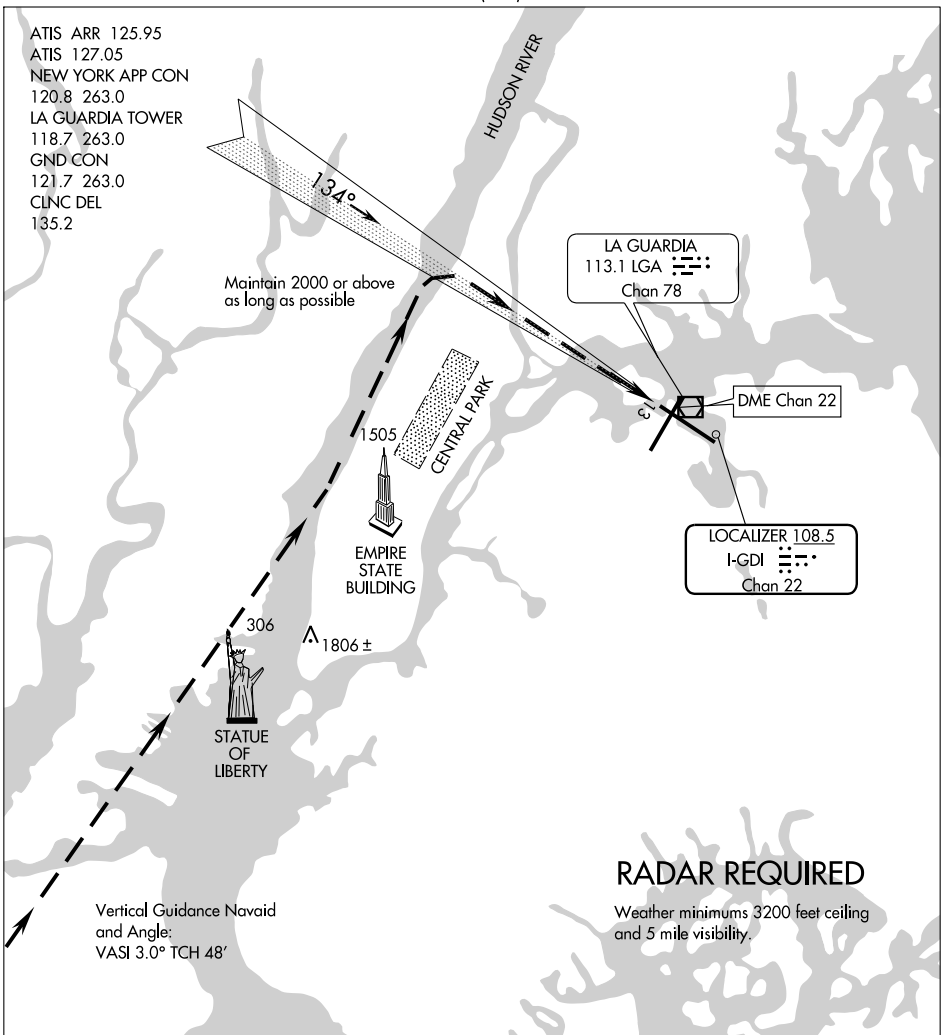 ATIS ARR 125.95
ATIS 127.05
NEW YORK APP CON
120.8 263.0
LA GUARDIA TOWER
118.7 263.0
GND CON
121.7 263.0
CLNC DEL
135.2
HUDSON RIVER
134°
Maintain 2000 or above
as long as possible
LA GUARDIA
113.1 LGA
Chan 78
DME Chan 22
13
CENTRAL PARK
1505
EMPIRE
STATE
BUILDING
LOCALIZER 108.5
I-GDI
Chan 22
306
1806 ±
STATUE
OF
LIBERTY
RADAR REQUIRED
Weather minimums 3200 feet ceiling
and 5 mile visibility.
Vertical Guidance Navaid
and Angle:
VASI 3.0° TCH 48'